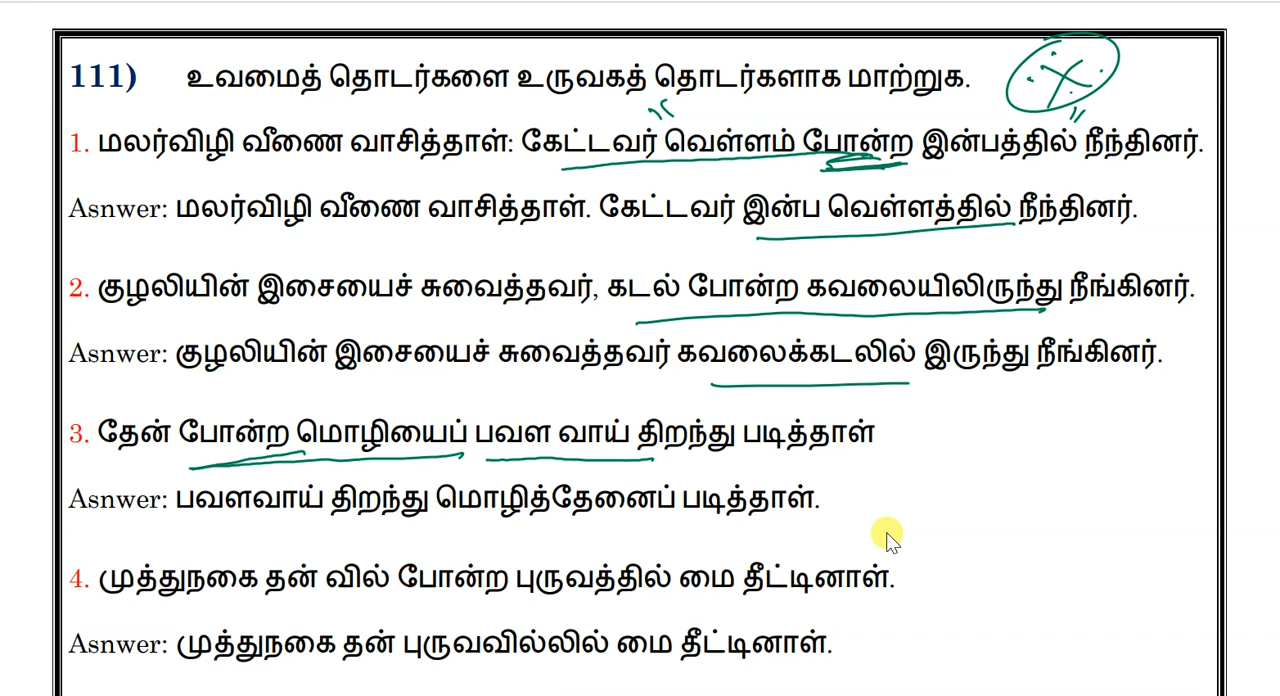 111) உவமைத் தொடர்களை உருவகத் தொடர்களாக மாற்றுக.
1. மலர்விழி வீணை வாசித்தாள்: கேட்டவர் வெள்ளம் போன்ற இன்பத்தில் நீந்தினர்.
Asnwer: மலர்விழி வீணை வாசித்தாள். கேட்டவர் இன்ப வெள்ளத்தில் நீந்தினர்.
2. குழலியின் இசையைச் சுவைத்தவர், கடல் போன்ற கவலையிலிருந்து நீங்கினர்.
Asnwer: குழலியின் இசையைச் சுவைத்தவர் கவலைக்கடலில் இருந்து நீங்கினர்.
3. தேன் போன்ற மொழியைப் பவள வாய் திறந்து படித்தாள்
Asnwer: பவளவாய் திறந்து மொழித்தேனைப் படித்தாள்.
4. முத்துநகை தன் வில் போன்ற புருவத்தில் மை தீட்டினாள்.
Asnwer: முத்துநகை தன் புருவவில்லில் மை தீட்டினாள்.